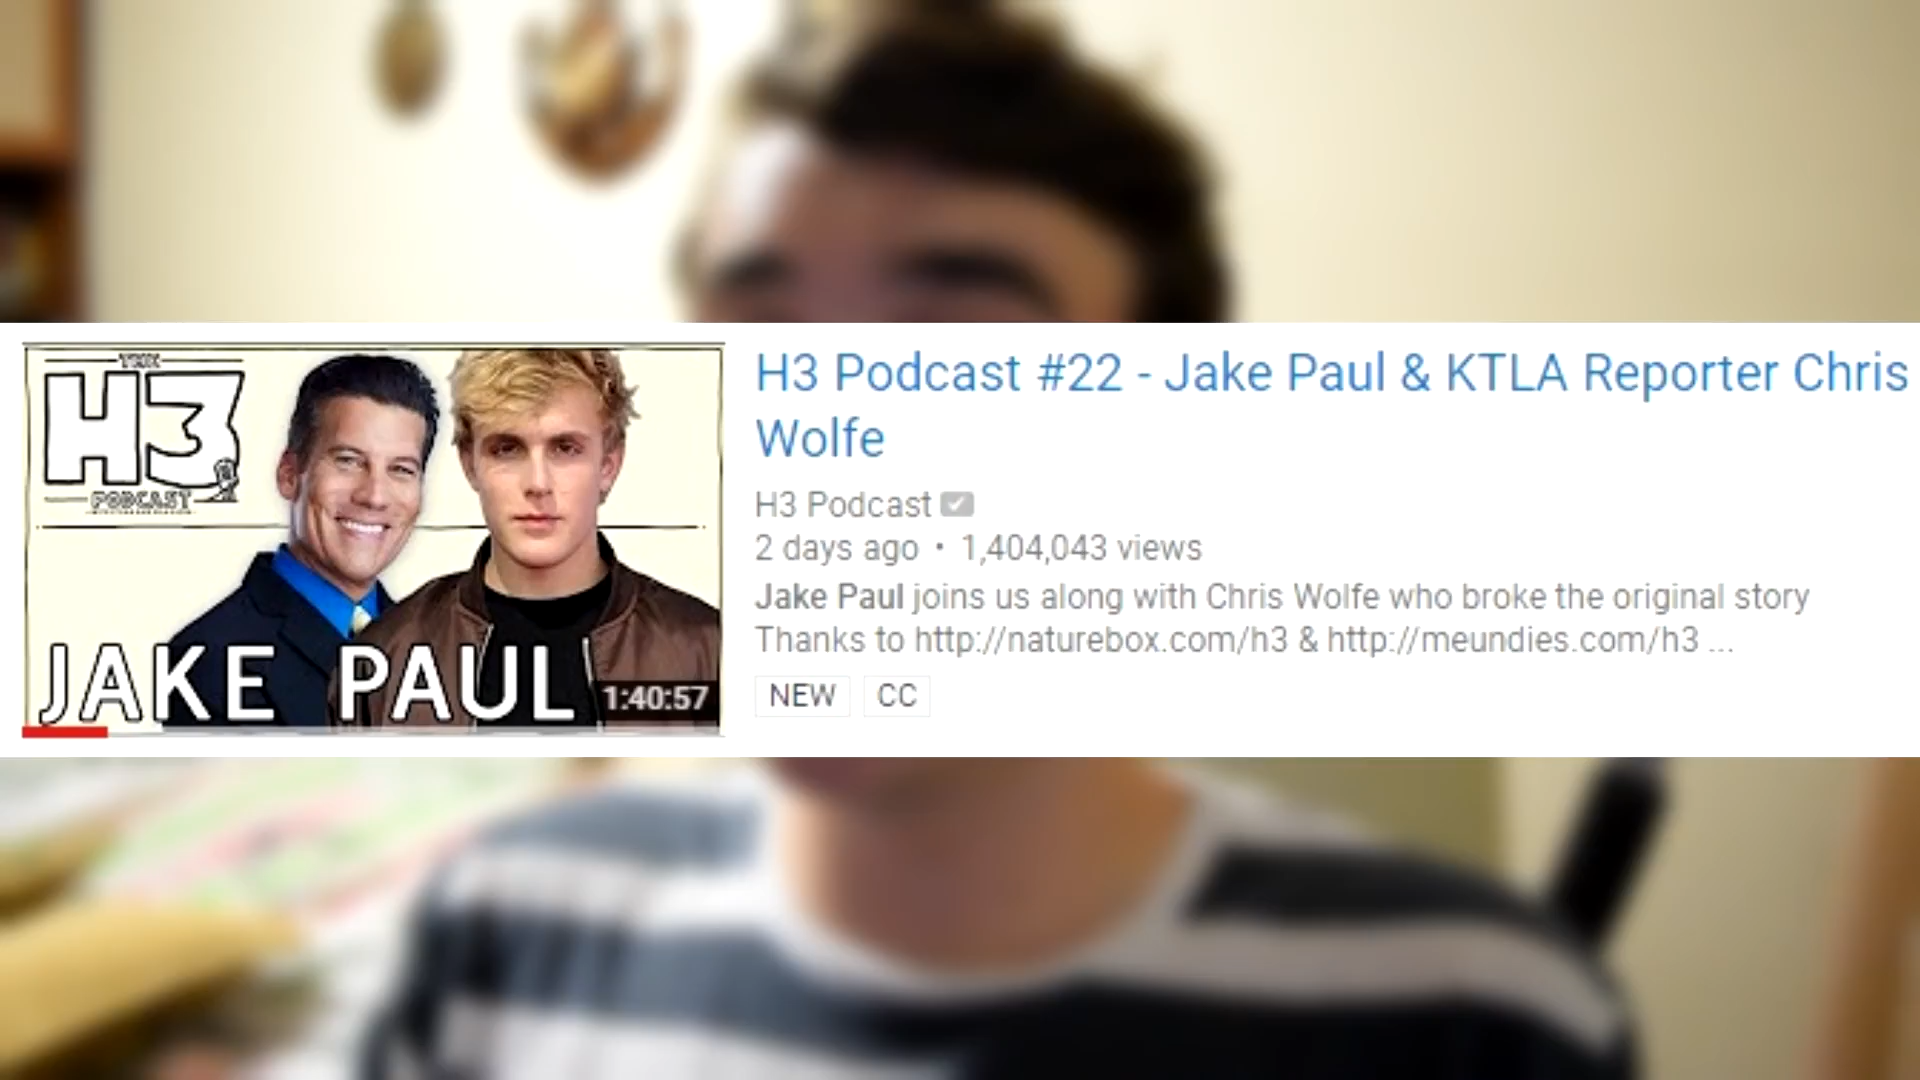 THE
H3
PODCAST
JAKE PAUL
1:40:57
H3 Podcast #22 - Jake Paul & KTLA Reporter Chris
Wolfe
H3 Podcast
2 days ago • 1,404,043 views
Jake Paul joins us along with Chris Wolfe who broke the original story
Thanks to http://naturebox.com/h3 & http://meundies.com/h3 ...
NEW CC